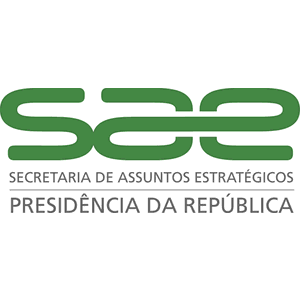 sae
SECRETARIA DE ASSUNTOS ESTRATÉGICOS
PRESIDÊNCIA DA REPÚBLICA